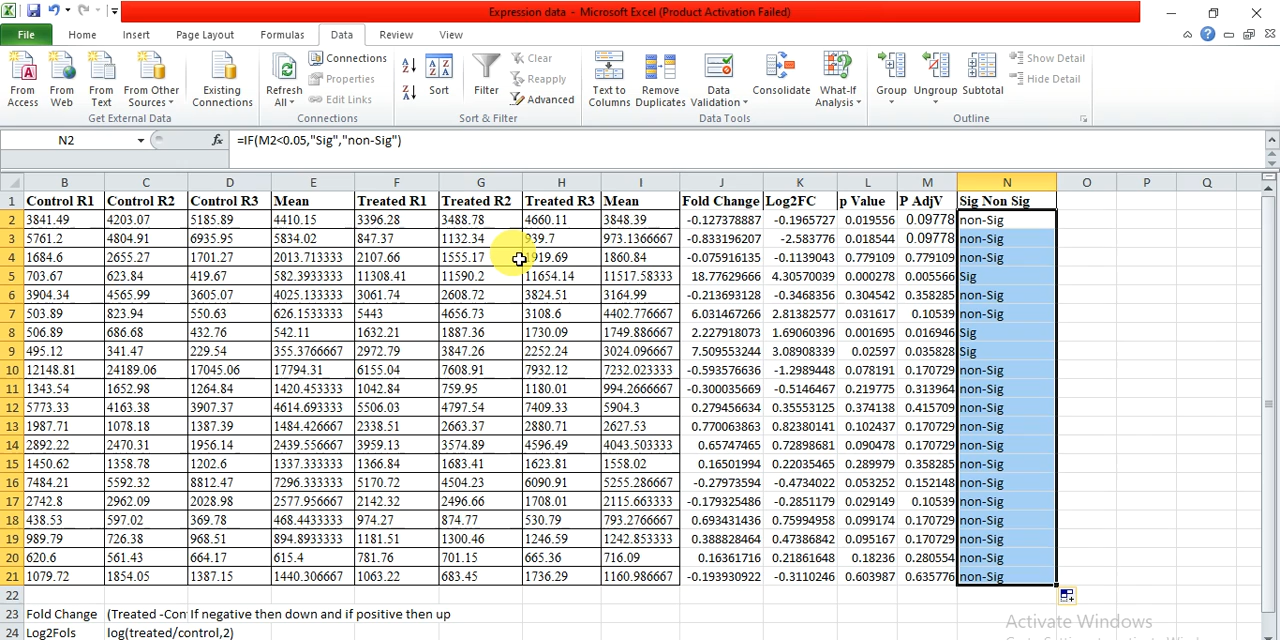 Expression data - Microsoft Excel (Product Activation Failed)
File Home Insert Page Layout Formulas Data Review View
From Access From Web From Text From Other Sources Existing Connections Refresh All Connections Properties Edit Links Sort Filter Clear Reapply Advanced Text to Columns Remove Duplicates Data Validation Consolidate What-If Analysis Group Ungroup Subtotal Show Detail Hide Detail
Get External Data Connections Sort & Filter Data Tools Outline
N2 fx =IF(M2<0.05,"Sig","non-Sig")
B C D E F G H I J K L M N O P Q
1 Control R1 Control R2 Control R3 Mean Treated R1 Treated R2 Treated R3 Mean Fold Change Log2FC p Value P AdjV Sig Non Sig
2 3841.49 4203.07 5185.89 4410.15 3396.28 3488.78 4660.11 3848.39 -0.127378887 -0.1965727 0.019556 0.09778 non-Sig
3 5761.2 4804.91 6935.95 5834.02 847.37 1132.34 939.7 973.1366667 -0.833196207 -2.583776 0.018544 0.09778 non-Sig
4 1684.6 2655.27 1701.27 2013.713333 2107.66 1555.17 1919.69 1860.84 -0.075916135 -0.1139043 0.779109 0.779109 non-Sig
5 703.67 623.84 419.67 582.3933333 11308.41 11590.2 11654.14 11517.58333 18.77629666 4.30570039 0.000278 0.005566 Sig
6 3904.34 4565.99 3605.07 4025.133333 3061.74 2608.72 3824.51 3164.99 -0.213693128 -0.3468356 0.304542 0.358285 non-Sig
7 503.89 823.94 550.63 626.1533333 5443 4656.73 3108.6 4402.776667 6.031467266 2.81382577 0.031617 0.10539 non-Sig
8 506.89 686.68 432.76 542.11 1632.21 1887.36 1730.09 1749.886667 2.227918073 1.69060396 0.001695 0.016946 Sig
9 495.12 341.47 229.54 355.3766667 2972.79 3847.26 2252.24 3024.096667 7.509553244 3.08908339 0.02597 0.035828 Sig
10 12148.81 24189.06 17045.06 17794.31 6155.04 7608.91 7932.12 7232.023333 -0.593576636 -1.2989448 0.078191 0.170729 non-Sig
11 1343.54 1652.98 1264.84 1420.453333 1042.84 759.95 1180.01 994.2666667 -0.300035669 -0.5146467 0.219775 0.313964 non-Sig
12 5773.33 4163.38 3907.37 4614.693333 5506.03 4797.54 7409.33 5904.3 0.279456634 0.35553125 0.374138 0.415709 non-Sig
13 1987.71 1078.18 1387.39 1484.426667 2338.51 2663.37 2880.71 2627.53 0.770063863 0.82380141 0.102437 0.170729 non-Sig
14 2892.22 2470.31 1956.14 2439.556667 3959.13 3574.89 4596.49 4043.503333 0.65747465 0.72898681 0.090478 0.170729 non-Sig
15 1450.62 1358.78 1202.6 1337.333333 1366.84 1683.41 1623.81 1558.02 0.16501994 0.22035465 0.289979 0.358285 non-Sig
16 7484.21 5592.32 8812.47 7296.333333 5170.72 4504.23 6090.91 5255.286667 -0.27973594 -0.4734022 0.053252 0.152148 non-Sig
17 2742.8 2962.09 2028.98 2577.956667 2142.32 2496.66 1708.01 2115.663333 -0.179325486 -0.2851179 0.029149 0.10539 non-Sig
18 438.53 597.02 369.78 468.4433333 974.27 874.77 530.79 793.2766667 0.693431436 0.75994958 0.099174 0.170729 non-Sig
19 989.79 726.38 968.51 894.8933333 1181.51 1300.46 1246.59 1242.853333 0.388828464 0.47386842 0.095167 0.170729 non-Sig
20 620.6 561.43 664.17 615.4 781.76 701.15 665.36 716.09 0.16361716 0.21861648 0.18236 0.280554 non-Sig
21 1079.72 1854.05 1387.15 1440.306667 1063.22 683.45 1736.29 1160.986667 -0.193930922 -0.3110246 0.603987 0.635776 non-Sig
22
23 Fold Change (Treated -Con If negative then down and if positive then up
24 Log2Fols log(treated/control,2)
Activate Windows